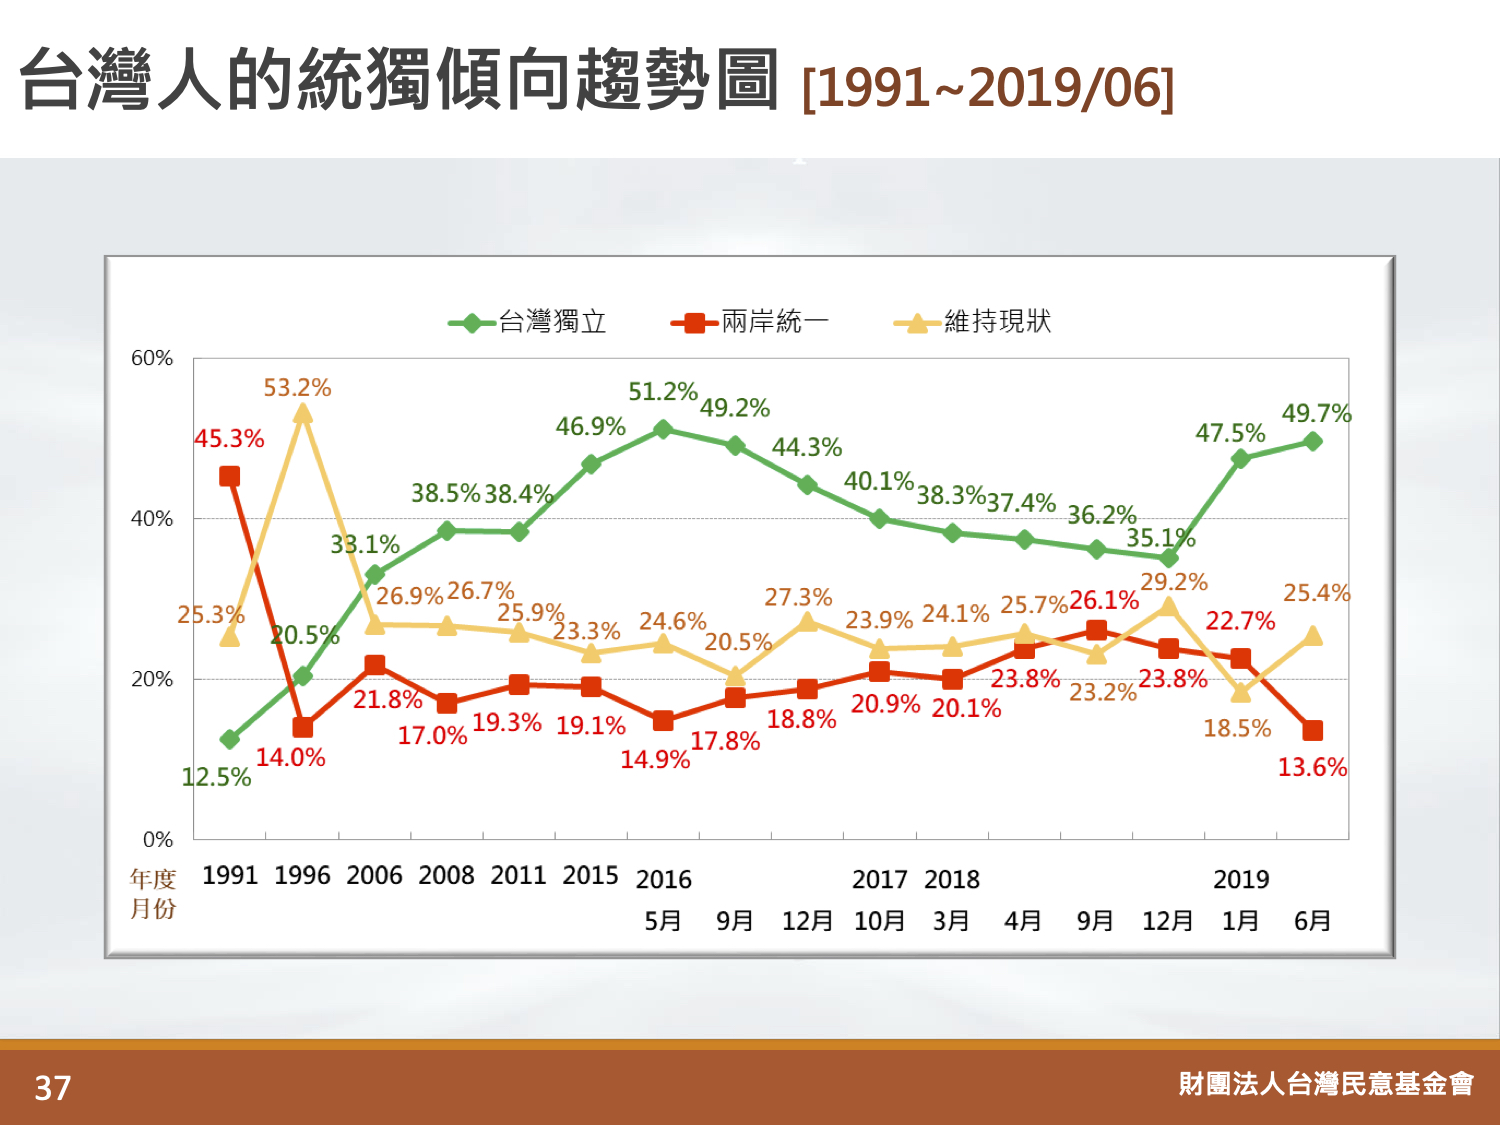 台灣人的統獨傾向趨勢圖 [1991~2019/06]
台灣獨立 兩岸統一 維持現狀
60%
40%
20%
0%
12.5% 20.5% 33.1% 38.5% 38.4% 46.9% 51.2% 49.2% 44.3% 40.1% 38.3% 37.4% 36.2% 35.1% 47.5% 49.7%
45.3% 14.0% 21.8% 17.0% 19.3% 19.1% 14.9% 17.8% 18.8% 20.9% 20.1% 23.8% 26.1% 23.8% 22.7% 13.6%
25.3% 53.2% 26.9% 26.7% 25.9% 23.3% 24.6% 20.5% 27.3% 23.9% 24.1% 25.7% 23.2% 29.2% 18.5% 25.4%
年度 1991 1996 2006 2008 2011 2015 2016 2017 2018 2019
月份 5月 9月 12月 10月 3月 4月 9月 12月 1月 6月
37
財團法人台灣民意基金會